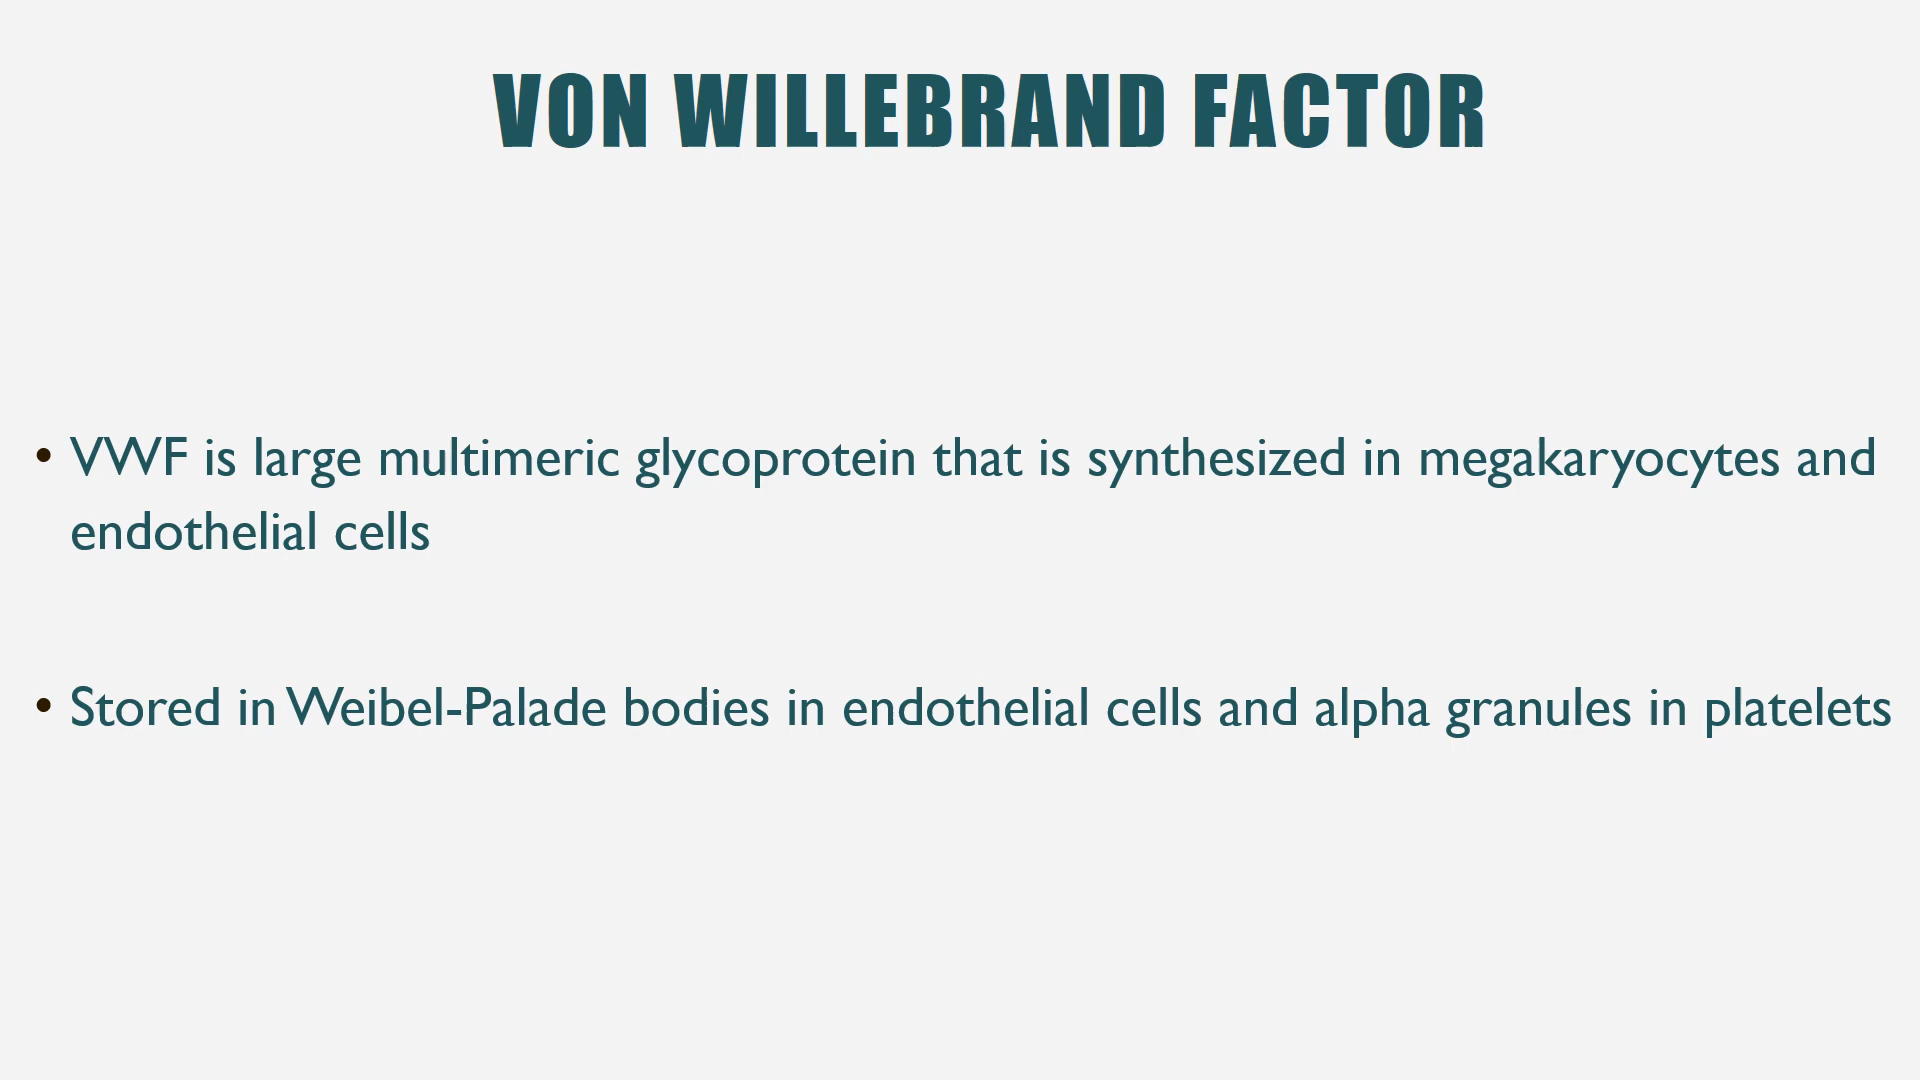 VON WILLEBRAND FACTOR
• VWF is large multimeric glycoprotein that is synthesized in megakaryocytes and
endothelial cells
• Stored in Weibel-Palade bodies in endothelial cells and alpha granules in platelets